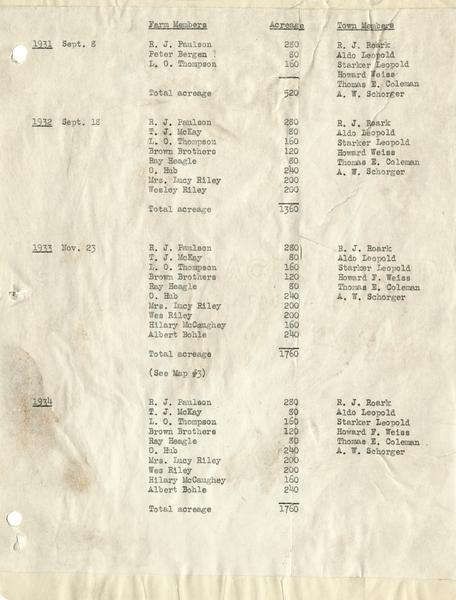 Farm Members Acreage Town Members
1931 Sept. 8 R. J. Paulson 280 R. J. Roark
Peter Bergen 80 Aldo Leopold
L. O. Thompson 160 Starker Leopold
Howard Weiss
Thomas E. Coleman
Total acreage 520 A. W. Schorger
1932 Sept. 18 R. J. Paulson 280 R. J. Roark
T. J. McKay 80 Aldo Leopold
L. O. Thompson 160 Starker Leopold
Brown Brothers 120 Howard Weiss
Ray Heagle 80 Thomas E. Coleman
O. Hub 240 A. W. Schorger
Mrs. Lucy Riley 200
Wesley Riley 200
Total acreage 1360
1933 Nov. 23 R. J. Paulson 280 R. J. Roark
T. J. McKay 80 Aldo Leopold
L. O. Thompson 160 Starker Leopold
Brown Brothers 120 Howard F. Weiss
Ray Heagle 80 Thomas E. Coleman
O. Hub 240 A. W. Schorger
Mrs. Lucy Riley 200
Wes Riley 200
Hilary McCaughey 160
Albert Bohle 240
Total acreage 1760
(See Map #3)
1934 R. J. Paulson 280 R. J. Roark
T. J. McKay 80 Aldo Leopold
L. O. Thompson 160 Starker Leopold
Brown Brothers 120 Howard F. Weiss
Ray Heagle 80 Thomas E. Coleman
O. Hub 240 A. W. Schorger
Mrs. Lucy Riley 200
Wes Riley 200
Hilary McCaughey 160
Albert Bohle 240
Total acreage 1760